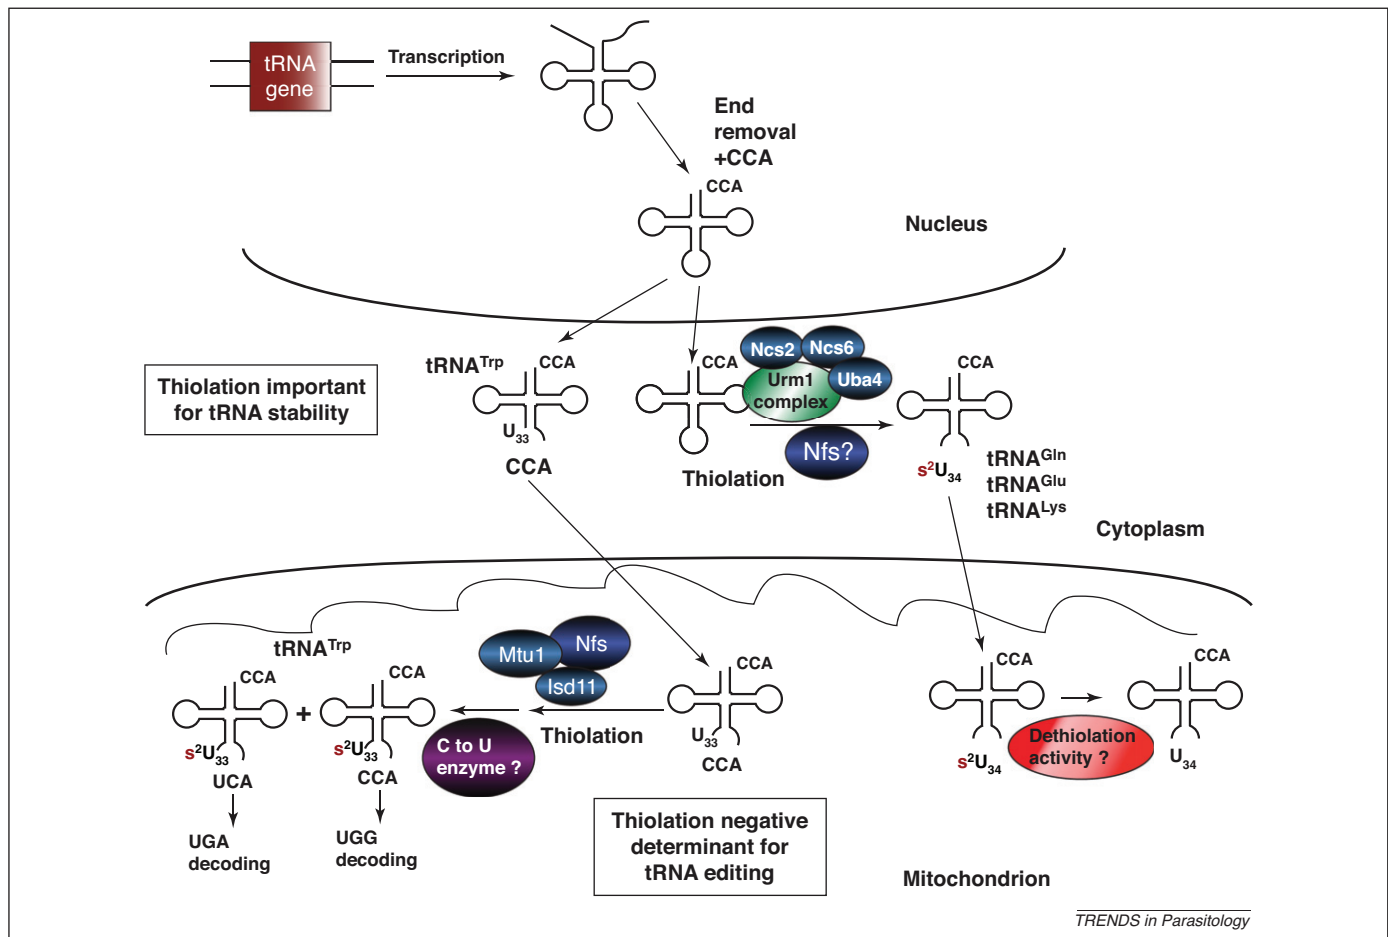 tRNA
gene
Transcription
End
removal
+CCA
CCA
Nucleus
Thiolation important
for tRNA stability
tRNATrp
CCA
U33
CCA
CCA
Ncs2
Ncs6
Urm1
complex
Uba4
Nfs?
Thiolation
CCA
s2U34
tRNAGln
tRNAGlu
tRNALys
Cytoplasm
tRNATrp
CCA
s2U33
UCA
UGA
decoding
+
CCA
s2U33
CCA
UGG
decoding
Mtu1
Nfs
Isd11
Thiolation
C to U
enzyme ?
CCA
U33
CCA
Thiolation negative
determinant for
tRNA editing
CCA
s2U34
Dethiolation
activity ?
CCA
U34
Mitochondrion
TRENDS in Parasitology